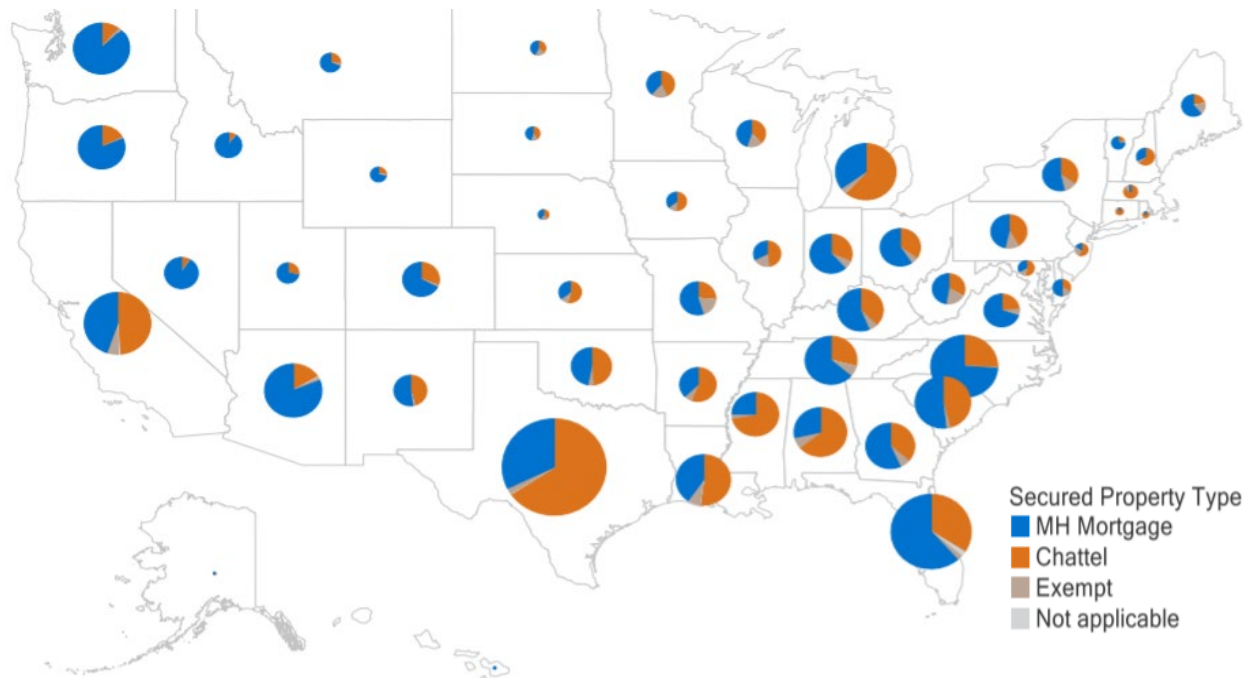 Secured Property Type
MH Mortgage
Chattel
Exempt
Not applicable